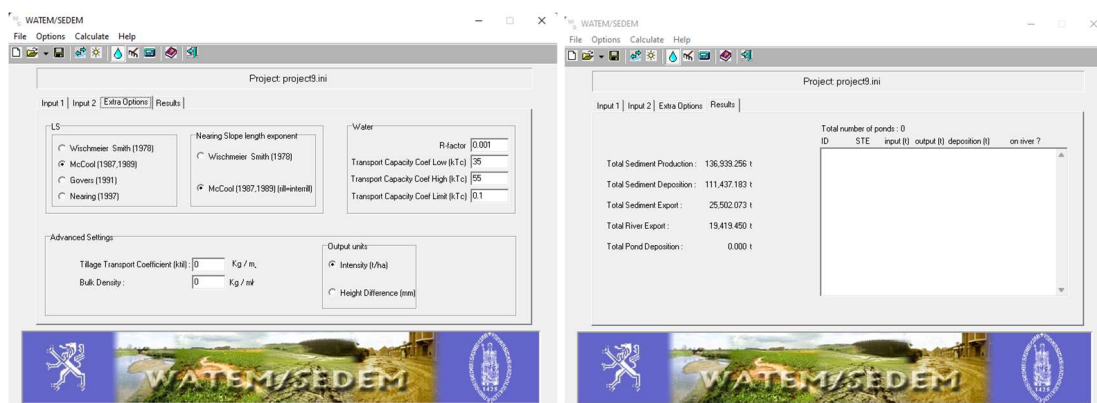 WATEM/SEDEM
File Options Calculate Help
Project: project9.ini
Input 1 Input 2 Extra Options Results
LS
Wischmeier Smith (1978)
McCool (1987,1989)
Govers (1991)
Nearing (1997)
Nearing Slope length exponent
Wischmeier Smith (1978)
McCool (1987,1989) (rill=interrill)
Water
R-factor 0.001
Transport Capacity Coef Low (kTc) 35
Transport Capacity Coef High (kTc) 55
Transport Capacity Coef Limit (kTc) 0.1
Advanced Settings
Tillage Transport Coefficient (ktil) : 0 Kg / m
Bulk Density : 0 Kg / m
Output units
Intensity (t/ha)
Height Difference (mm)
WATEM/SEDEM
1425
WATEM/SEDEM
File Options Calculate Help
Project: project9.ini
Input 1 Input 2 Extra Options Results
Total Sediment Production : 136,939.256 t
Total Sediment Deposition : 111,437.183 t
Total Sediment Export : 25,502.073 t
Total River Export : 19,419.450 t
Total Pond Deposition : 0.000 t
Total number of ponds : 0
ID STE input (t) output (t) deposition (t) on river ?
WATEM/SEDEM
1425